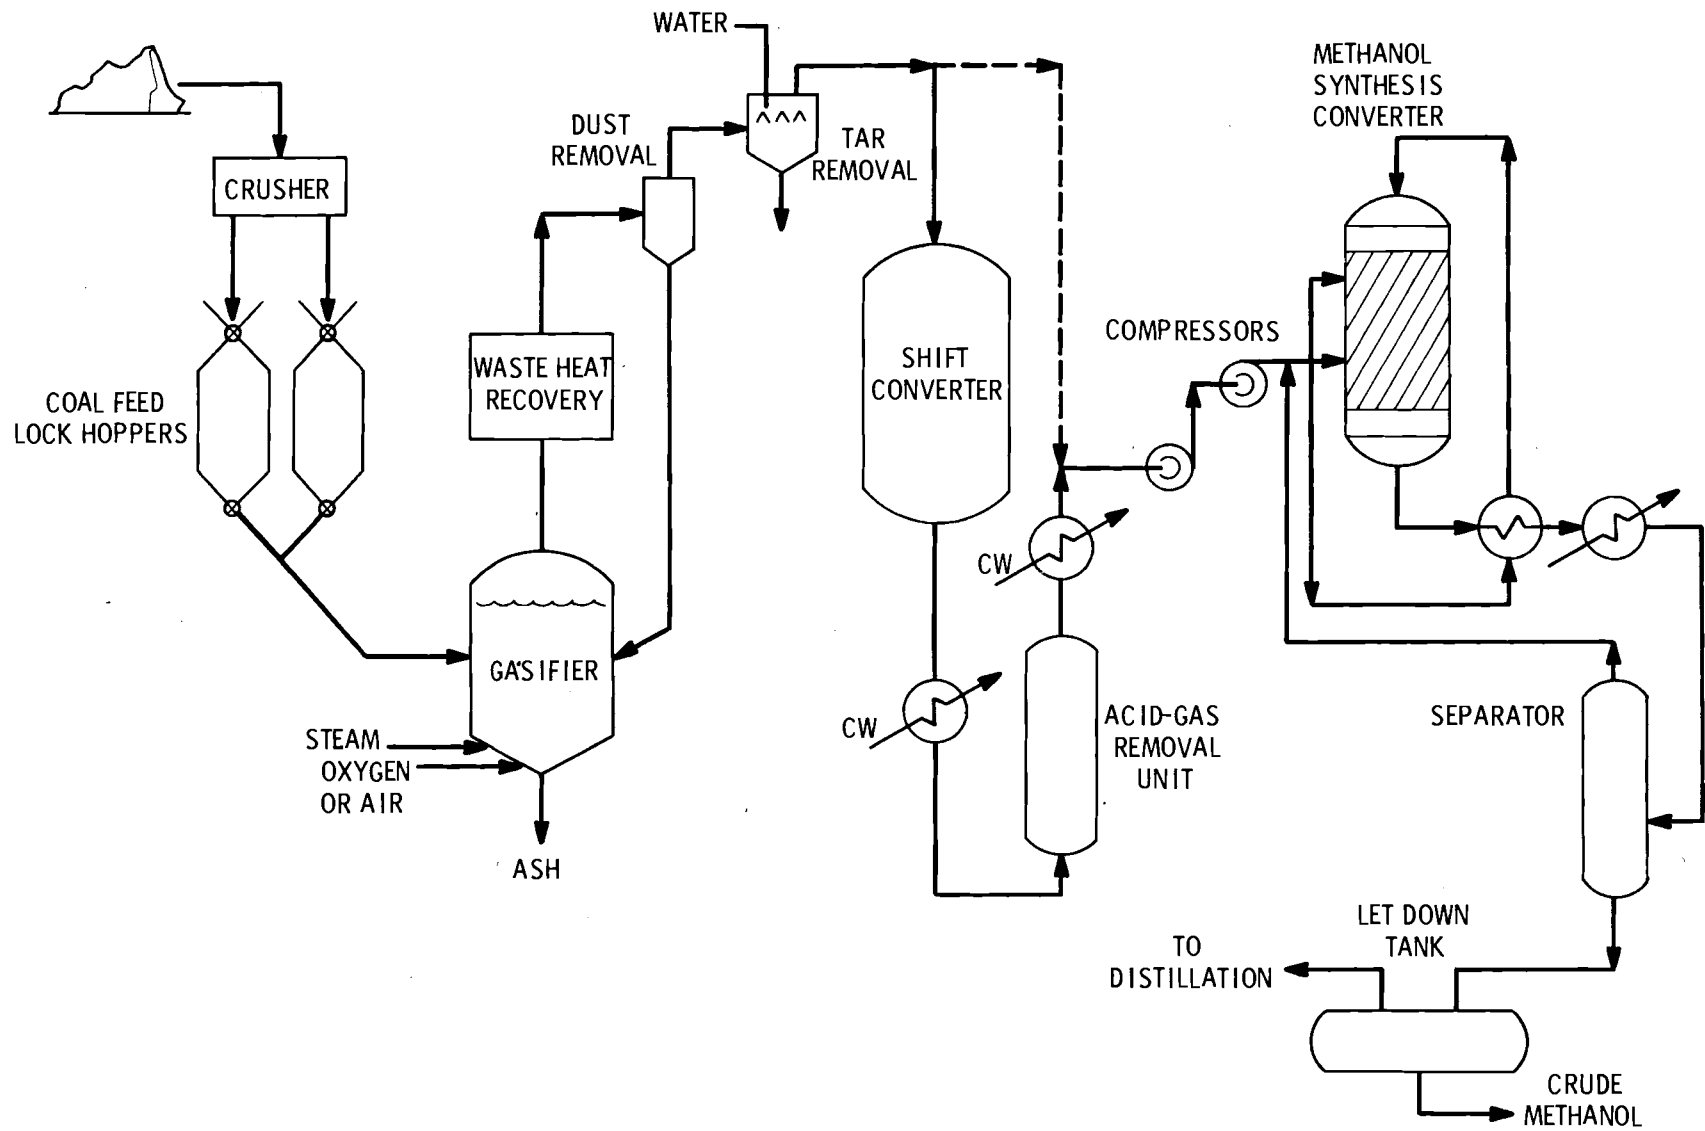 WATER
METHANOL
SYNTHESIS
CONVERTER
DUST
REMOVAL
TAR
REMOVAL
CRUSHER
COMPRESSORS
SHIFT
CONVERTER
WASTE HEAT
RECOVERY
COAL FEED
LOCK HOPPERS
CW
GASIFIER
CW
ACID-GAS
REMOVAL
UNIT
SEPARATOR
STEAM
OXYGEN
OR AIR
ASH
LET DOWN
TANK
TO
DISTILLATION
CRUDE
METHANOL